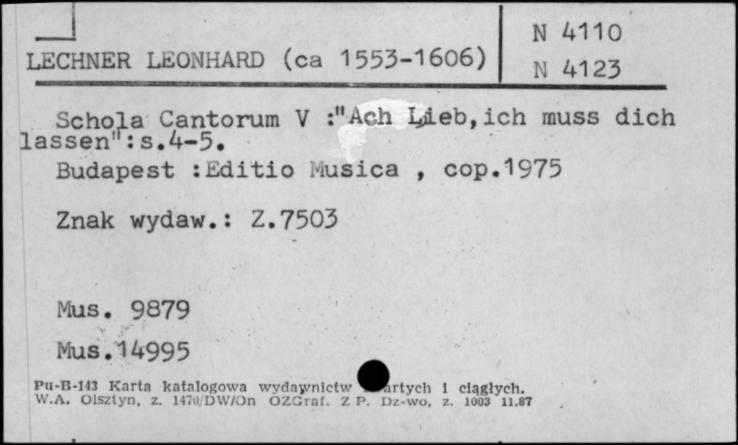 N 4110
LECHNER LEONHARD (ca 1553-1606)
N 4123
Schola Cantorum V :"Ach Lieb,ich muss dich
lassen":s.4-5.
Budapest :Editio Musica , cop.1975
Znak wydaw.: Z.7503
Mus. 9879
Mus.14995
Pu-B-143 Karta katalogowa wydawnictw artych i ciągłych.
W.A. Olsztyn, z. 1470/DW/On OZGraf. Z P. Dz-wo, z. 1003 11.87